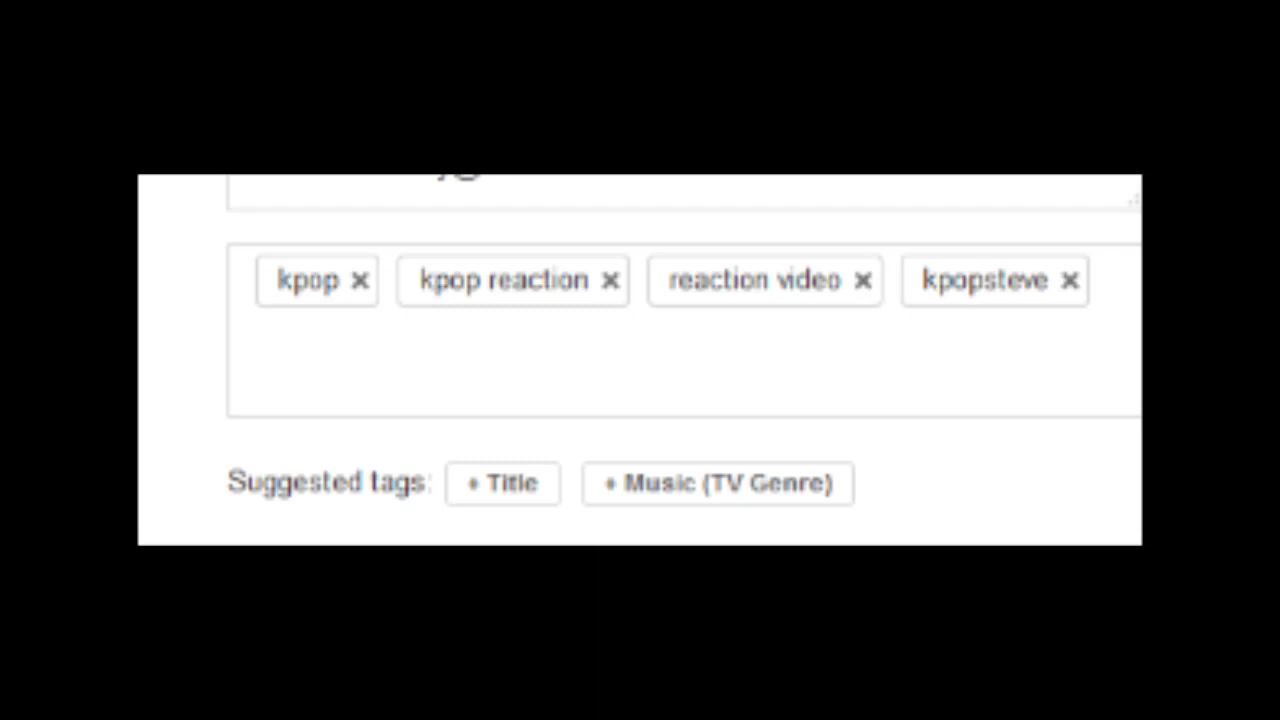 kpop × kpop reaction × reaction video × kpopsteve ×
Suggested tags: + Title + Music (TV Genre)